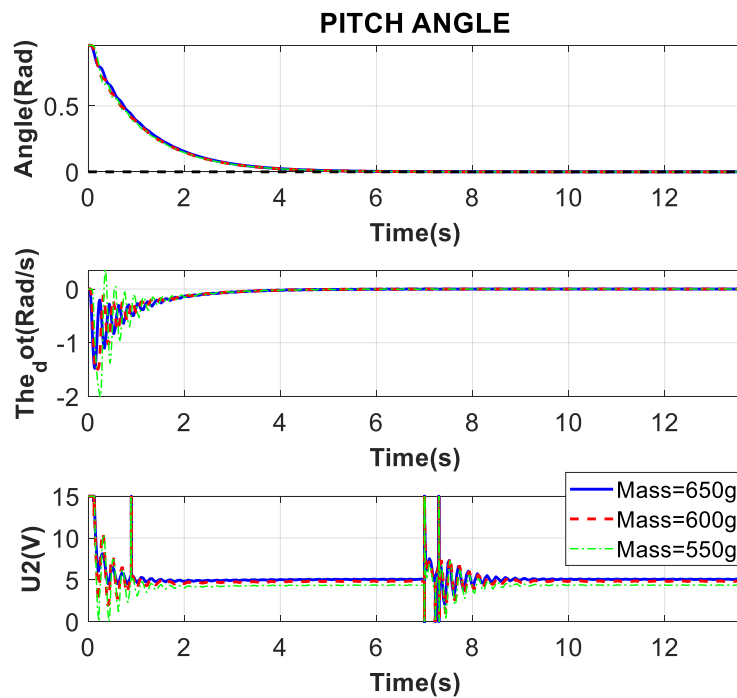 PITCH ANGLE
Angle(Rad)
0.5
0
0 2 4 6 8 10 12
Time(s)
The_dot(Rad/s)
0
-1
-2
0 2 4 6 8 10 12
Time(s)
U2(V)
15
10
5
0
Mass=650g
Mass=600g
Mass=550g
0 2 4 6 8 10 12
Time(s)